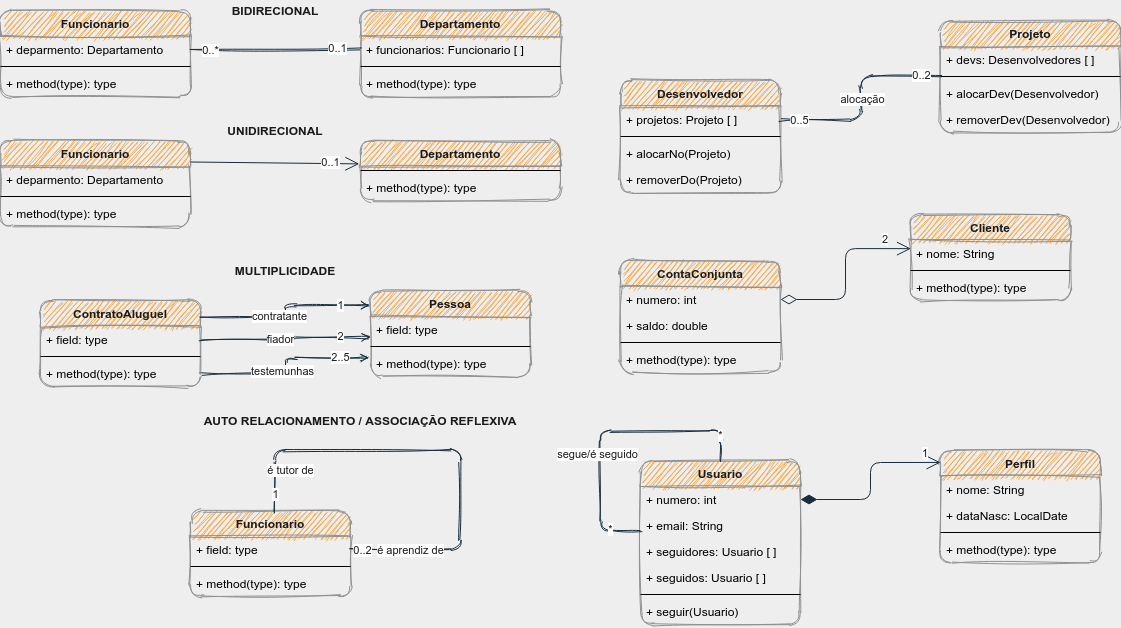 BIDIRECIONAL
Funcionario
+ deparmento: Departamento
+ method(type): type
0..*
0..1
Departamento
+ funcionarios: Funcionario [ ]
+ method(type): type
UNIDIRECIONAL
Funcionario
+ deparmento: Departamento
+ method(type): type
0..1
Departamento
+ method(type): type
MULTIPLICIDADE
ContratoAluguel
+ field: type
+ method(type): type
contratante
1
fiador
2
testemunhas
2..5
Pessoa
+ field: type
+ method(type): type
AUTO RELACIONAMENTO / ASSOCIAÇÃO REFLEXIVA
é tutor de
1
Funcionario
+ field: type
+ method(type): type
0..2
é aprendiz de
Desenvolvedor
+ projetos: Projeto [ ]
+ alocarNo(Projeto)
+ removerDo(Projeto)
0..5
alocação
0..2
Projeto
+ devs: Desenvolvedores [ ]
+ alocarDev(Desenvolvedor)
+ removerDev(Desenvolvedor)
ContaConjunta
+ numero: int
+ saldo: double
+ method(type): type
2
Cliente
+ nome: String
+ method(type): type
segue/é seguido
*
*
Usuario
+ numero: int
+ email: String
+ seguidores: Usuario [ ]
+ seguidos: Usuario [ ]
+ seguir(Usuario)
1
Perfil
+ nome: String
+ dataNasc: LocalDate
+ method(type): type